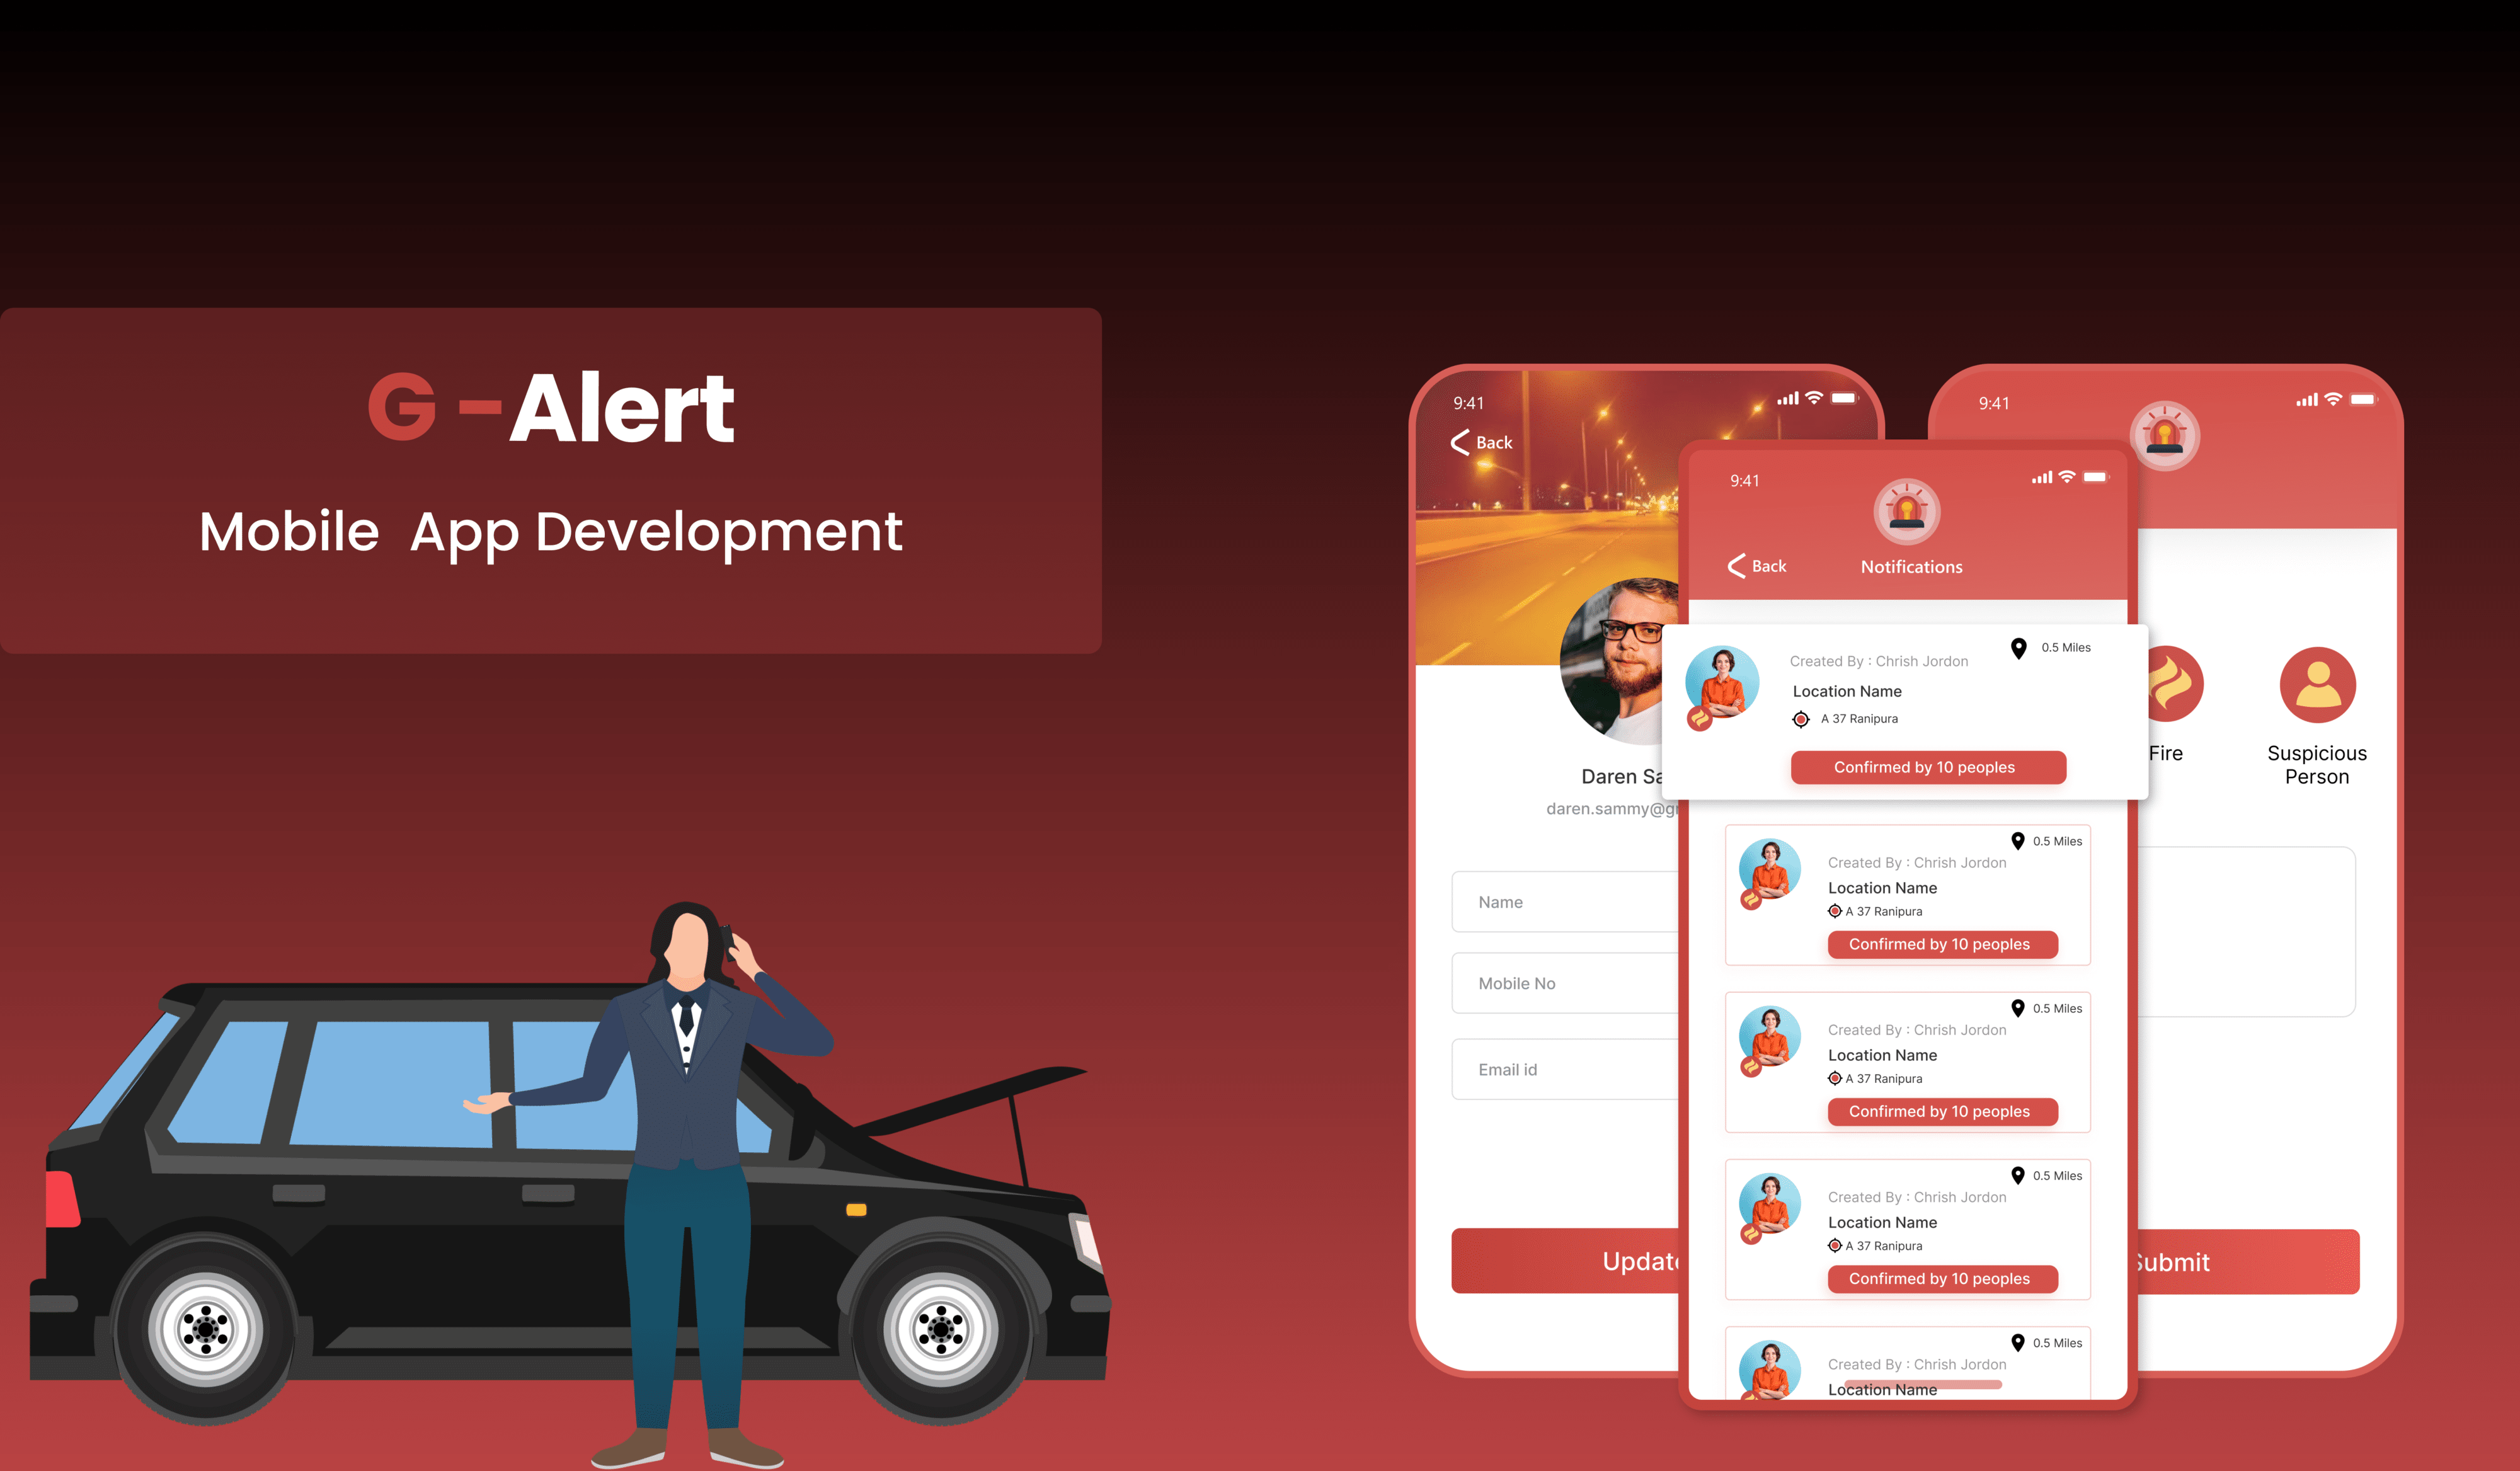 G - Alert
Mobile App Development
9:41
Back
Daren Sa
daren.sammy@g
Name
Mobile No
Email id
Update
9:41
Back
Notifications
Created By : Chrish Jordon
0.5 Miles
Location Name
A 37 Ranipura
Confirmed by 10 peoples
0.5 Miles
Created By : Chrish Jordon
Location Name
A 37 Ranipura
Confirmed by 10 peoples
0.5 Miles
Created By : Chrish Jordon
Location Name
A 37 Ranipura
Confirmed by 10 peoples
0.5 Miles
Created By : Chrish Jordon
Location Name
A 37 Ranipura
Confirmed by 10 peoples
0.5 Miles
Created By : Chrish Jordon
Location Name
9:41
Fire
Suspicious
Person
Submit